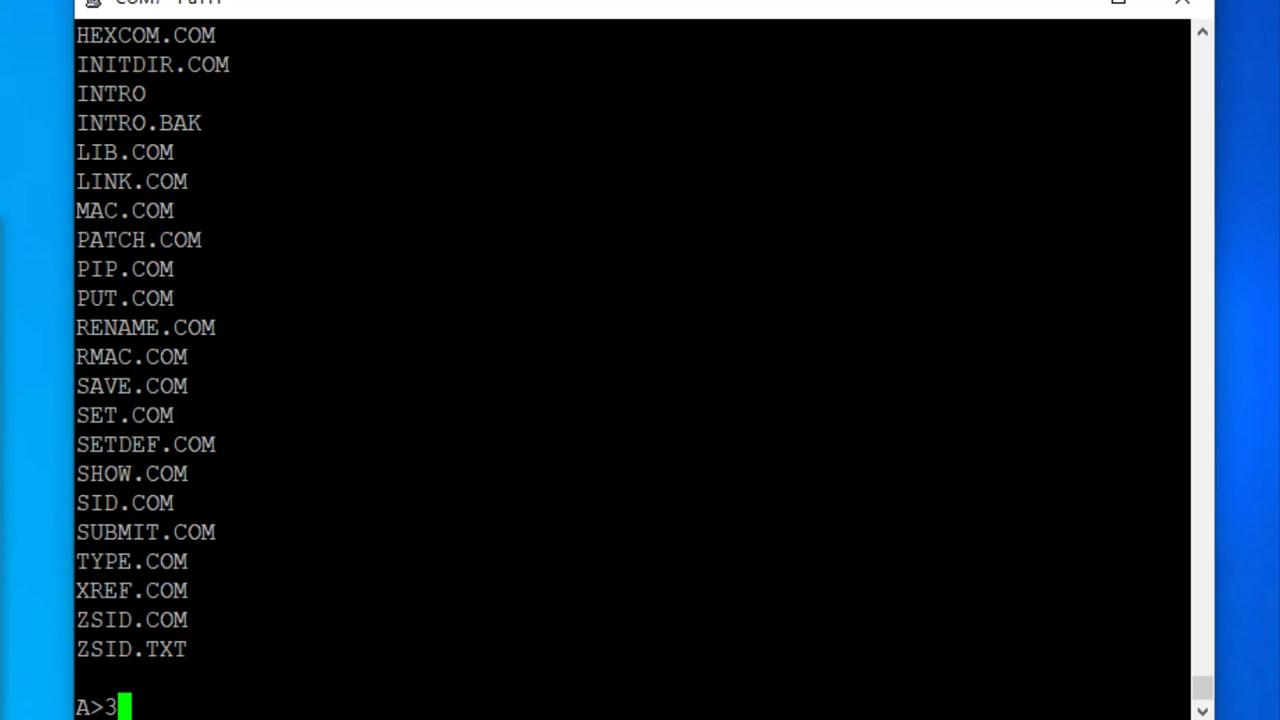 HEXCOM.COM
INITDIR.COM
INTRO
INTRO.BAK
LIB.COM
LINK.COM
MAC.COM
PATCH.COM
PIP.COM
PUT.COM
RENAME.COM
RMAC.COM
SAVE.COM
SET.COM
SETDEF.COM
SHOW.COM
SID.COM
SUBMIT.COM
TYPE.COM
XREF.COM
ZSID.COM
ZSID.TXT
A>3